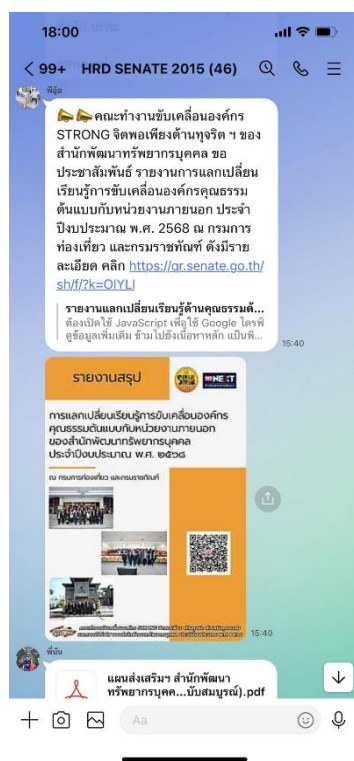 18:00
99+ HRD SENATE 2015 (46)
พี่อุ้ย
คณะทำงานขับเคลื่อนองค์กร
STRONG จิตพอเพียงต้านทุจริต ฯ ของ
สำนักพัฒนาทรัพยากรบุคคล ขอ
ประชาสัมพันธ์ รายงานการแลกเปลี่ยน
เรียนรู้การขับเคลื่อนองค์กรคุณธรรม
ต้นแบบกับหน่วยงานภายนอก ประจำ
ปีงบประมาณ พ.ศ. 2568 ณ กรมการ
ท่องเที่ยว และกรมราชทัณฑ์ ดังมีราย
ละเอียด คลิก https://qr.senate.go.th/
sh/f/?k=OIYLI
รายงานแลกเปลี่ยนเรียนรู้ด้านคุณธรรมต้...
ต้องเปิดใช้ JavaScript เพื่อใช้ Google ไดรฟ์
ดูข้อมูลเพิ่มเติม ข้ามไปยังเนื้อหาหลัก แป้นพิ...
15:40
รายงานสรุป
NEXT
การแลกเปลี่ยนเรียนรู้การขับเคลื่อนองค์กร
คุณธรรมต้นแบบกับหน่วยงานภายนอก
ของสำนักพัฒนาทรัพยากรบุคคล
ประจำปีงบประมาณ พ.ศ. ๒๕๖๘
ณ กรมการท่องเที่ยว และกรมราชทัณฑ์
15:40
พี่นัน
แผนส่งเสริมฯ สำนักพัฒนา
ทรัพยากรบุคค...บับสมบูรณ์).pdf
Aa